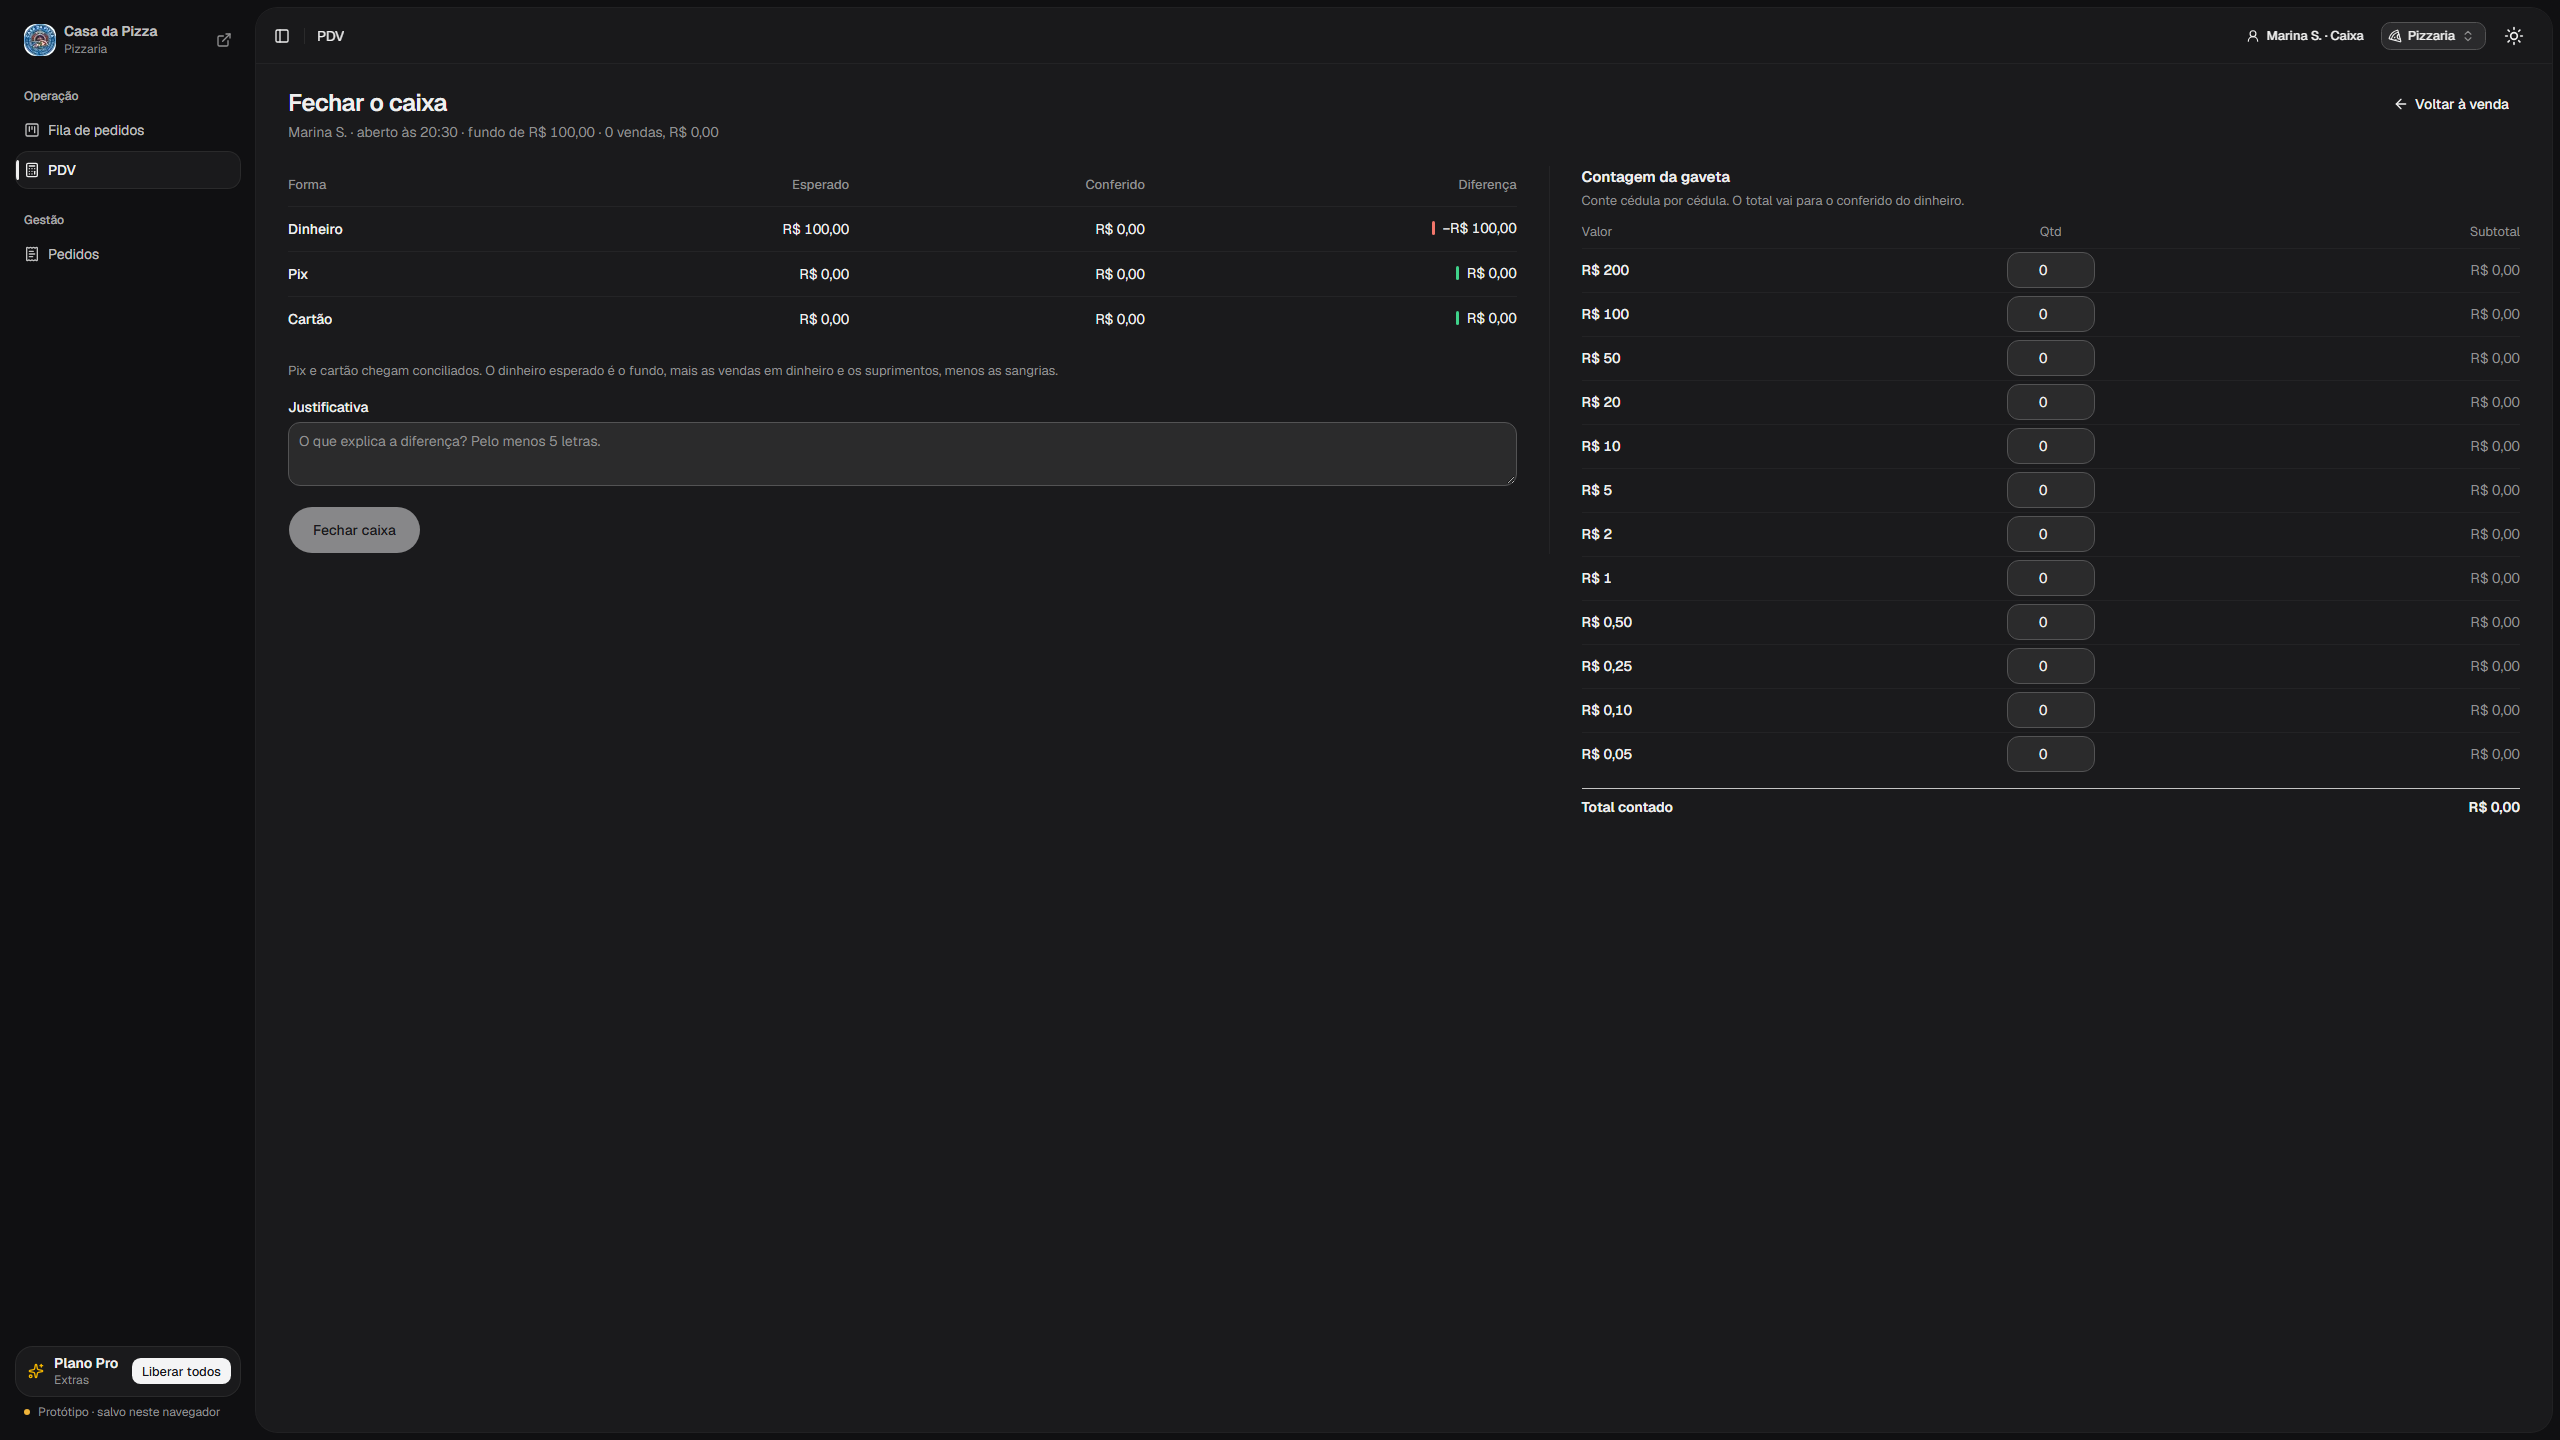 Casa da Pizza
Pizzaria
Operação
Fila de pedidos
PDV
Gestão
Pedidos
Plano Pro
Extras
Liberar todos
Protótipo · salvo neste navegador
PDV
Marina S. · Caixa
Pizzaria
Fechar o caixa
Marina S. · aberto às 20:30 · fundo de R$ 100,00 · 0 vendas, R$ 0,00
Voltar à venda
Forma Esperado Conferido Diferença
Dinheiro R$ 100,00 R$ 0,00 −R$ 100,00
Pix R$ 0,00 R$ 0,00 R$ 0,00
Cartão R$ 0,00 R$ 0,00 R$ 0,00
Pix e cartão chegam conciliados. O dinheiro esperado é o fundo, mais as vendas em dinheiro e os suprimentos, menos as sangrias.
Justificativa
O que explica a diferença? Pelo menos 5 letras.
Fechar caixa
Contagem da gaveta
Conte cédula por cédula. O total vai para o conferido do dinheiro.
Valor Qtd Subtotal
R$ 200 0 R$ 0,00
R$ 100 0 R$ 0,00
R$ 50 0 R$ 0,00
R$ 20 0 R$ 0,00
R$ 10 0 R$ 0,00
R$ 5 0 R$ 0,00
R$ 2 0 R$ 0,00
R$ 1 0 R$ 0,00
R$ 0,50 0 R$ 0,00
R$ 0,25 0 R$ 0,00
R$ 0,10 0 R$ 0,00
R$ 0,05 0 R$ 0,00
Total contado R$ 0,00